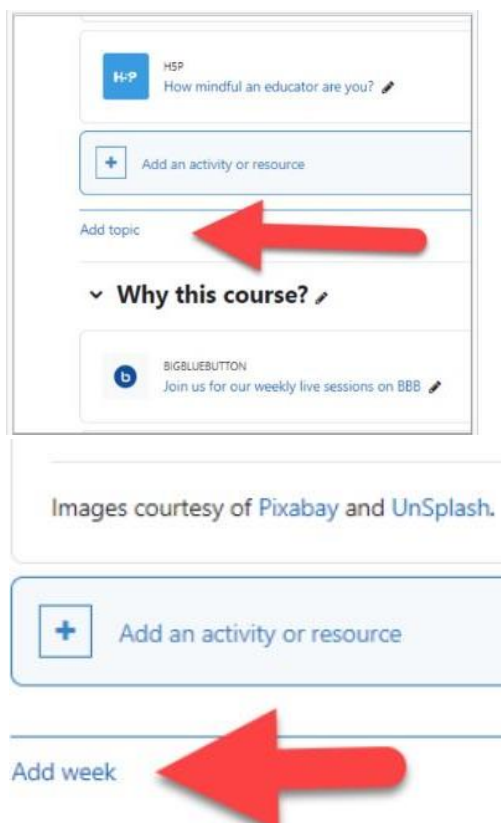 H5P
H-P
How mindful an educator are you?
+
Add an activity or resource
Add topic
Why this course?
BIGBLUEBUTTON
b
Join us for our weekly live sessions on BBB
Images courtesy of Pixabay and UnSplash.
+
Add an activity or resource
Add week